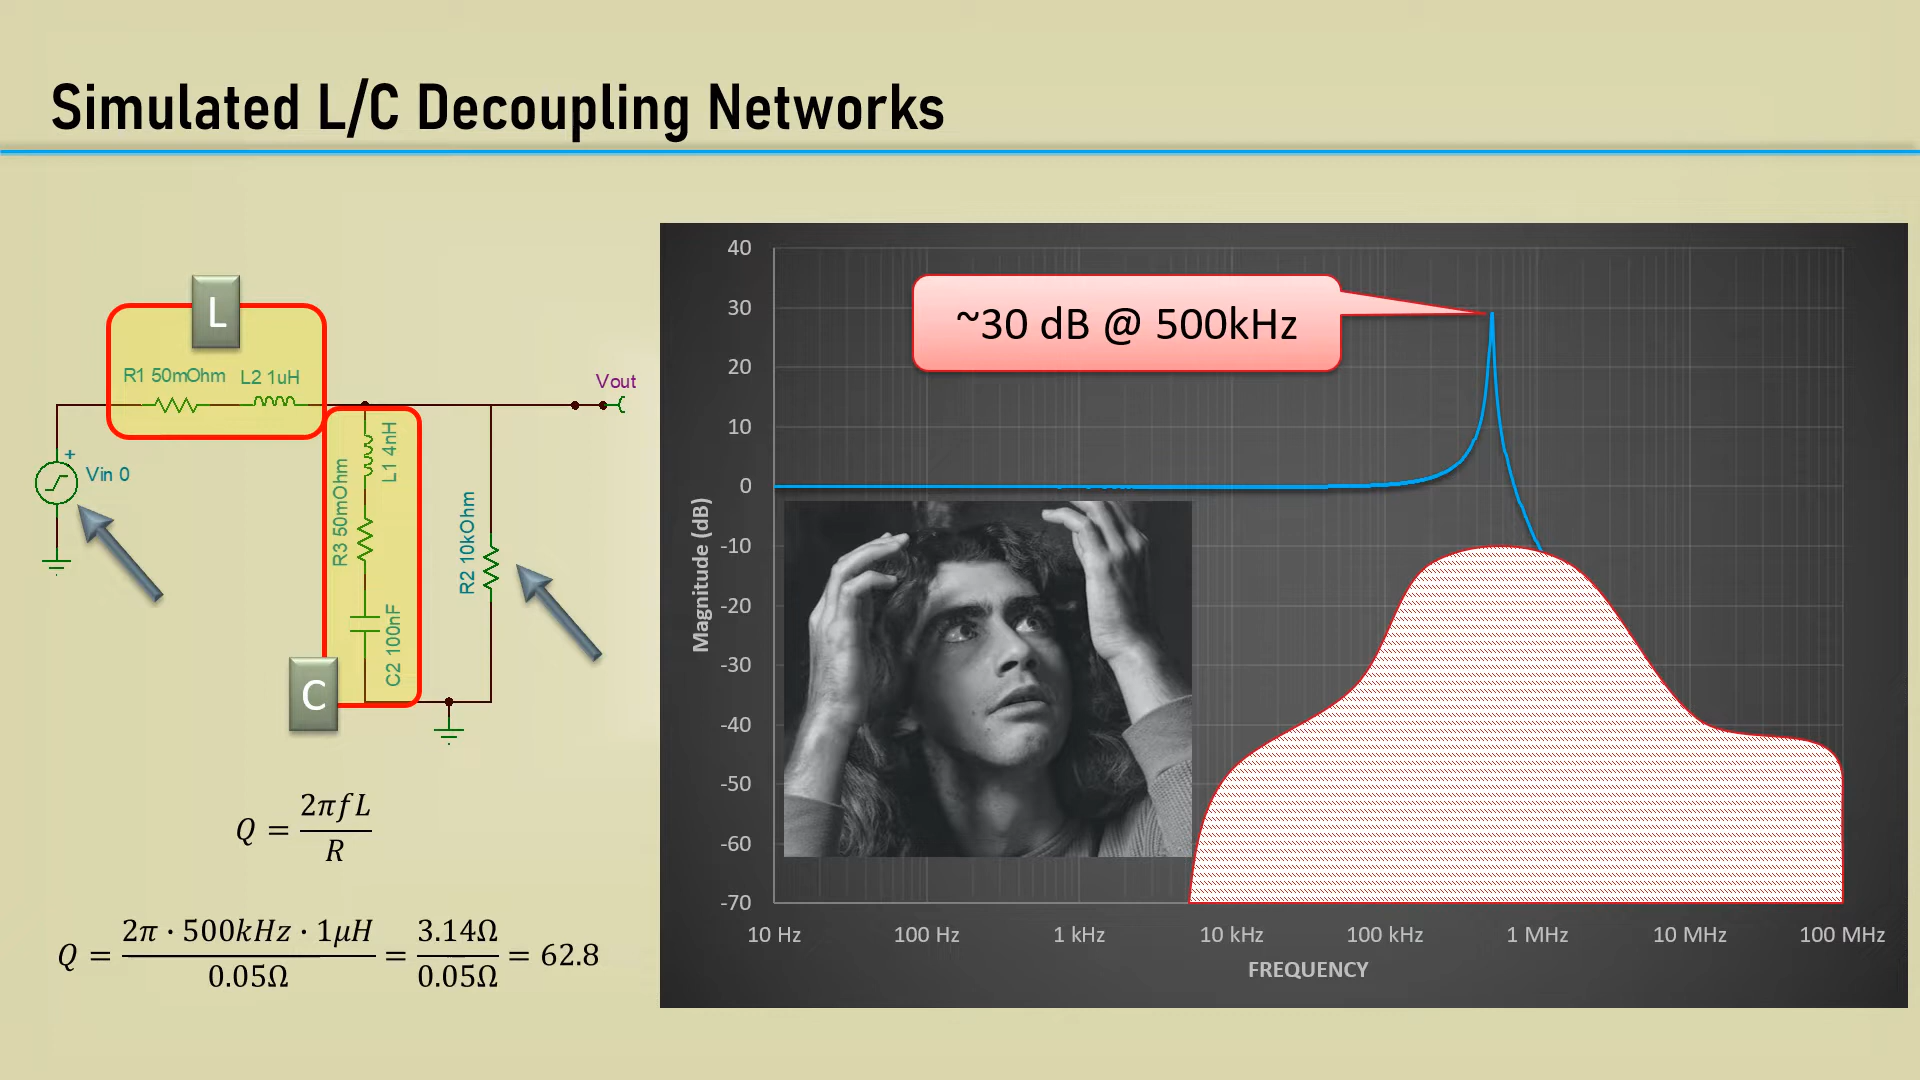 Simulated L/C Decoupling Networks
L
R1 50mOhm L2 1uH
Vout
+
Vin 0
L1 4nH
R3 50mOhm
C2 100nF
R2 10kOhm
C
Q = 2πfL / R
Q = 2π · 500kHz · 1μH / 0.05Ω = 3.14Ω / 0.05Ω = 62.8
~30 dB @ 500kHz
Magnitude (dB)
40
30
20
10
0
-10
-20
-30
-40
-50
-60
-70
10 Hz 100 Hz 1 kHz 10 kHz 100 kHz 1 MHz 10 MHz 100 MHz
FREQUENCY